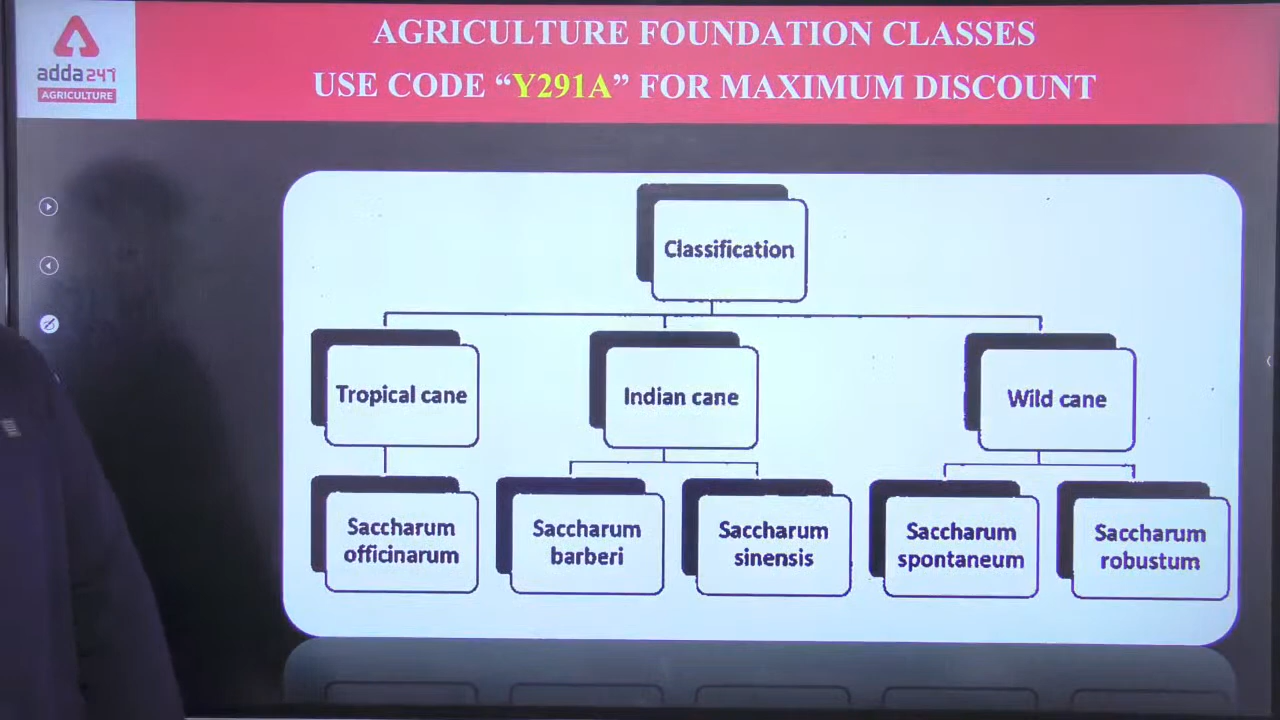 AGRICULTURE FOUNDATION CLASSES
USE CODE “Y291A” FOR MAXIMUM DISCOUNT
adda247
AGRICULTURE
Classification
Tropical cane
Indian cane
Wild cane
Saccharum
officinarum
Saccharum
barberi
Saccharum
sinensis
Saccharum
spontaneum
Saccharum
robustum